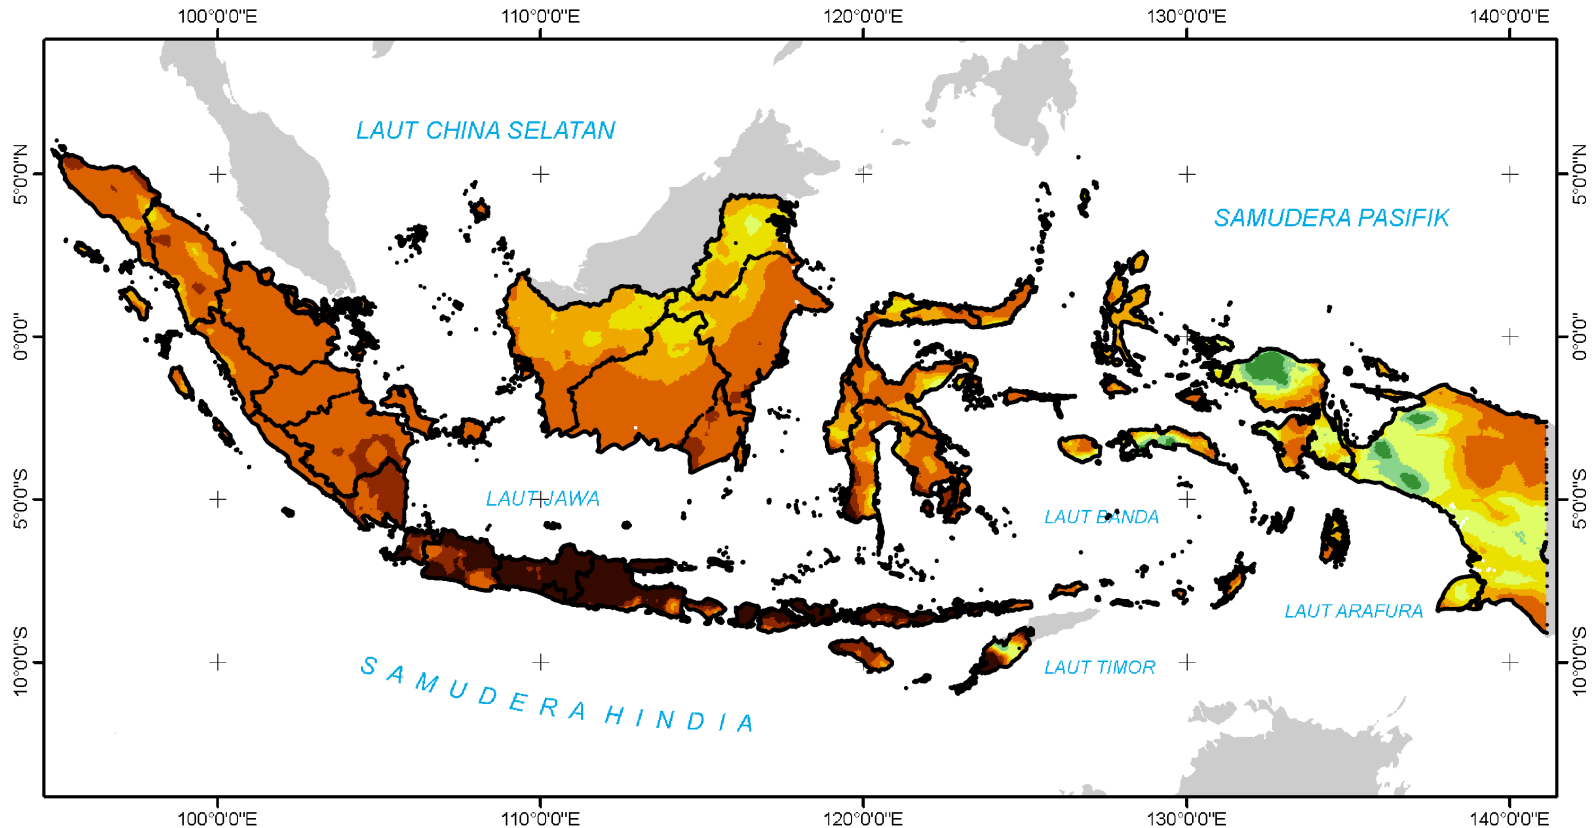 100°0'0"E 110°0'0"E 120°0'0"E 130°0'0"E 140°0'0"E
LAUT CHINA SELATAN
5°0'0"N 5°0'0"N
SAMUDERA PASIFIK
0°0'0" 0°0'0"
5°0'0"S 5°0'0"S
LAUT JAWA
LAUT BANDA
LAUT ARAFURA
10°0'0"S 10°0'0"S
LAUT TIMOR
SAMUDERA HINDIA
100°0'0"E 110°0'0"E 120°0'0"E 130°0'0"E 140°0'0"E